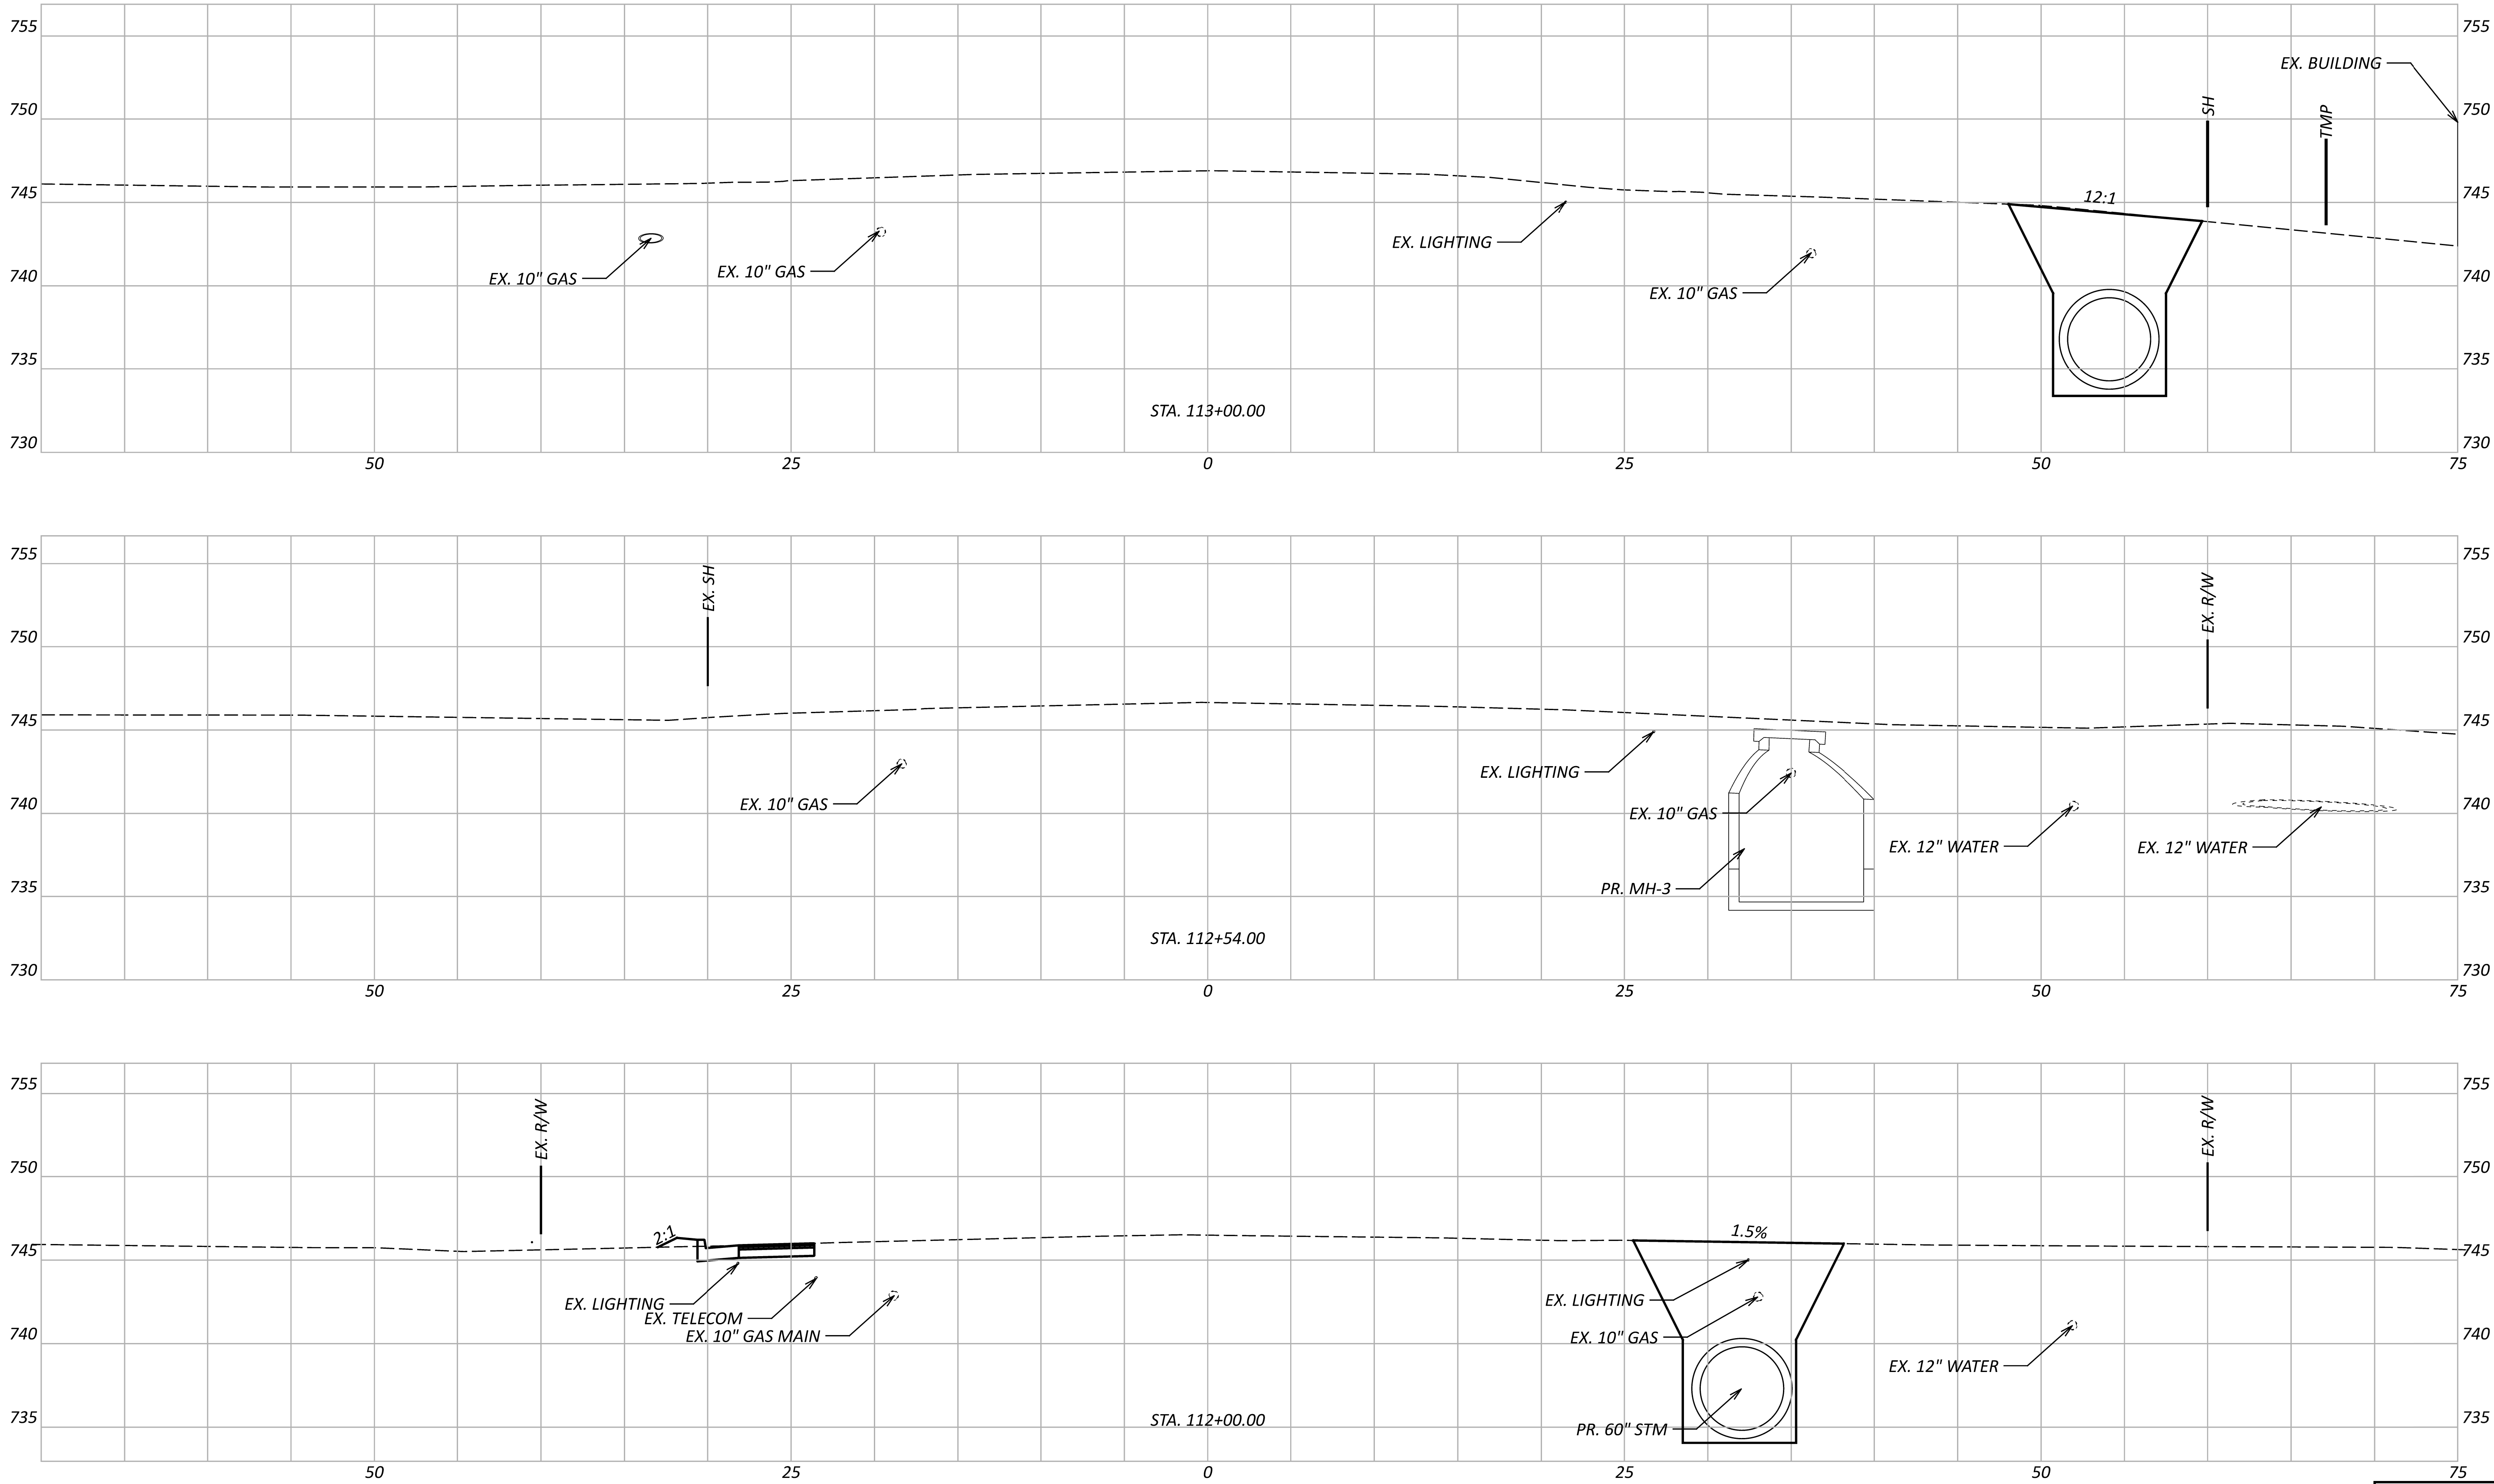 755 755
EX. BUILDING
750 SH TMP 750
745 12:1 745
EX. LIGHTING
EX. 10" GAS EX. 10" GAS
740 740
EX. 10" GAS
735 735
STA. 113+00.00
730 730
50 25 0 25 50 75
755 755
EX. SH EX. R/W
750 750
745 745
EX. LIGHTING
740 EX. 10" GAS 740
EX. 10" GAS
EX. 12" WATER EX. 12" WATER
735 PR. MH-3 735
STA. 112+54.00
730 730
50 25 0 25 50 75
755 755
EX. R/W EX. R/W
750 750
2:1 1.5%
745 745
EX. LIGHTING EX. LIGHTING
EX. TELECOM
740 EX. 10" GAS MAIN EX. 10" GAS 740
EX. 12" WATER
735 STA. 112+00.00 735
PR. 60" STM
50 25 0 25 50 75